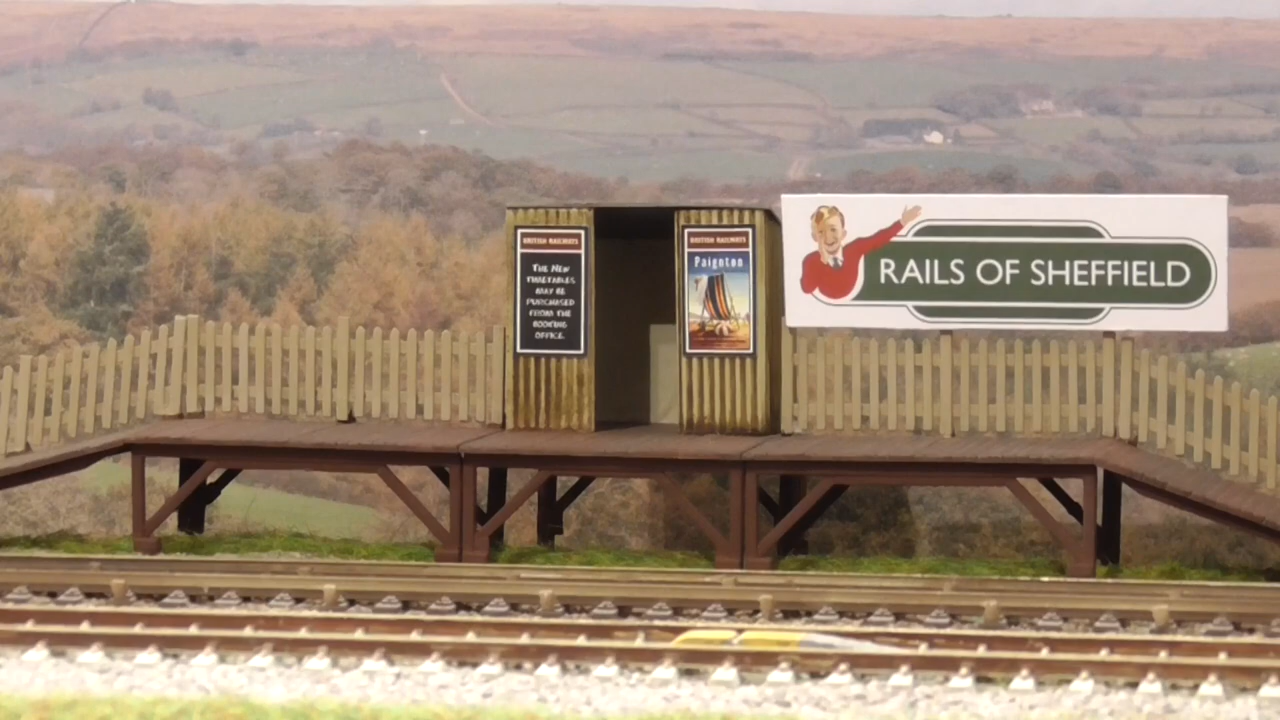 BRITISH RAILWAYS
THE NEW
TIMETABLES
MAY BE
PURCHASED
FROM THE
BOOKING
OFFICE.
BRITISH RAILWAYS
Paignton
RAILS OF SHEFFIELD